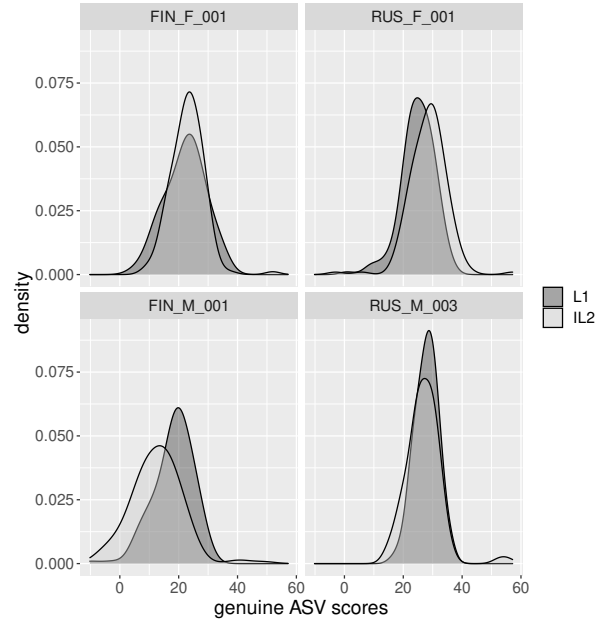 FIN_F_001 RUS_F_001
0.075
0.050
0.025
0.000
FIN_M_001 RUS_M_003
0.075
0.050
0.025
0.000
0 20 40 60 0 20 40 60
genuine ASV scores
density
L1
IL2